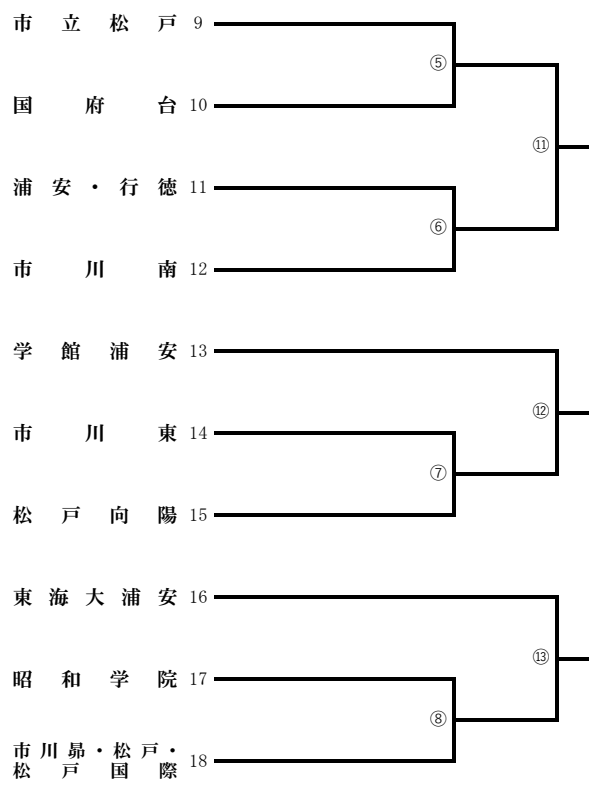 市立松戸 9
⑤
国府台 10
⑪
浦安・行徳 11
⑥
市川南 12
学館浦安 13
⑫
市川東 14
⑦
松戸向陽 15
東海大浦安 16
⑬
昭和学院 17
⑧
市川昴・松戸・
松戸国際 18